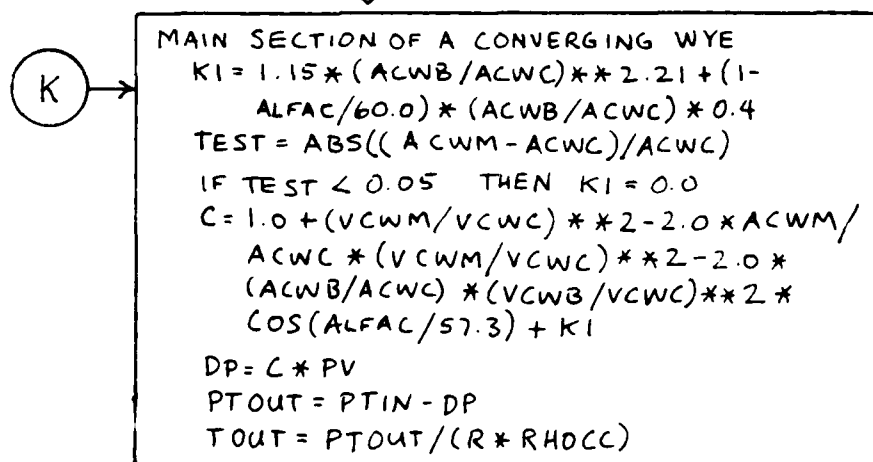 MAIN SECTION OF A CONVERGING WYE
K
K1 = 1.15 * (ACWB/ACWC) ** 2.21 + (1-
ALFAC/60.0) * (ACWB/ACWC) * 0.4
TEST = ABS((ACWM - ACWC)/ACWC)
IF TEST < 0.05 THEN K1 = 0.0
C = 1.0 + (VCWM/VCWC) ** 2 - 2.0 * ACWM/
ACWC * (VCWM/VCWC) ** 2 - 2.0 *
(ACWB/ACWC) * (VCWB/VCWC) ** 2 *
COS(ALFAC/57.3) + K1
DP = C * PV
PTOUT = PTIN - DP
TOUT = PTOUT/(R * RHOCC)